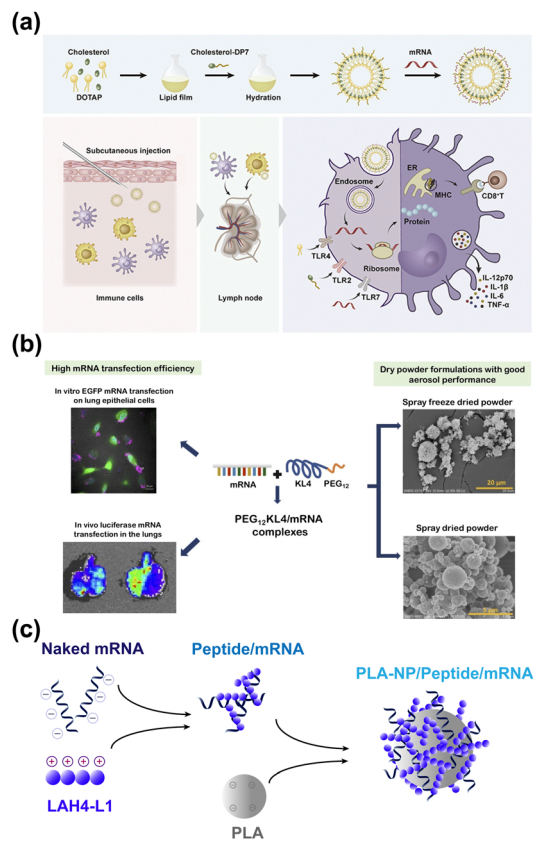 (a)
Cholesterol
Cholesterol-DP7
mRNA
DOTAP
Lipid film
Hydration
Subcutaneous injection
Immune cells
Lymph node
Endosome
ER
MHC
CD8⁺T
Protein
Ribosome
TLR4
TLR2
TLR7
IL-12p70
IL-1β
IL-6
TNF-α
(b)
High mRNA transfection efficiency
In vitro EGFP mRNA transfection
on lung epithelial cells
In vivo luciferase mRNA
transfection in the lungs
mRNA
KL4
PEG₁₂
PEG₁₂KL4/mRNA
complexes
Dry powder formulations with good
aerosol performance
Spray freeze dried powder
20 μm
Spray dried powder
(c)
Naked mRNA
Peptide/mRNA
PLA-NP/Peptide/mRNA
LAH4-L1
PLA